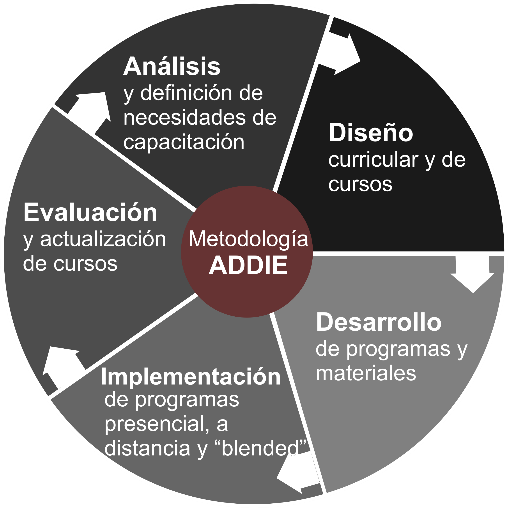 Análisis
y definición de
necesidades de
capacitación
Diseño
curricular y de
cursos
Desarrollo
de programas y
materiales
Implementación
de programas
presencial, a
distancia y “blended”
Evaluación
y actualización
de cursos
Metodología
ADDIE